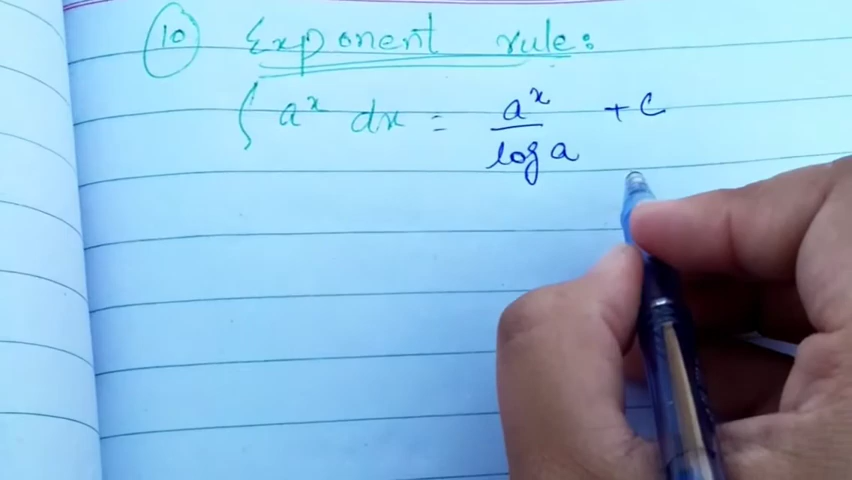 10 Exponent rule:
∫ a^x dx = a^x / log a + C